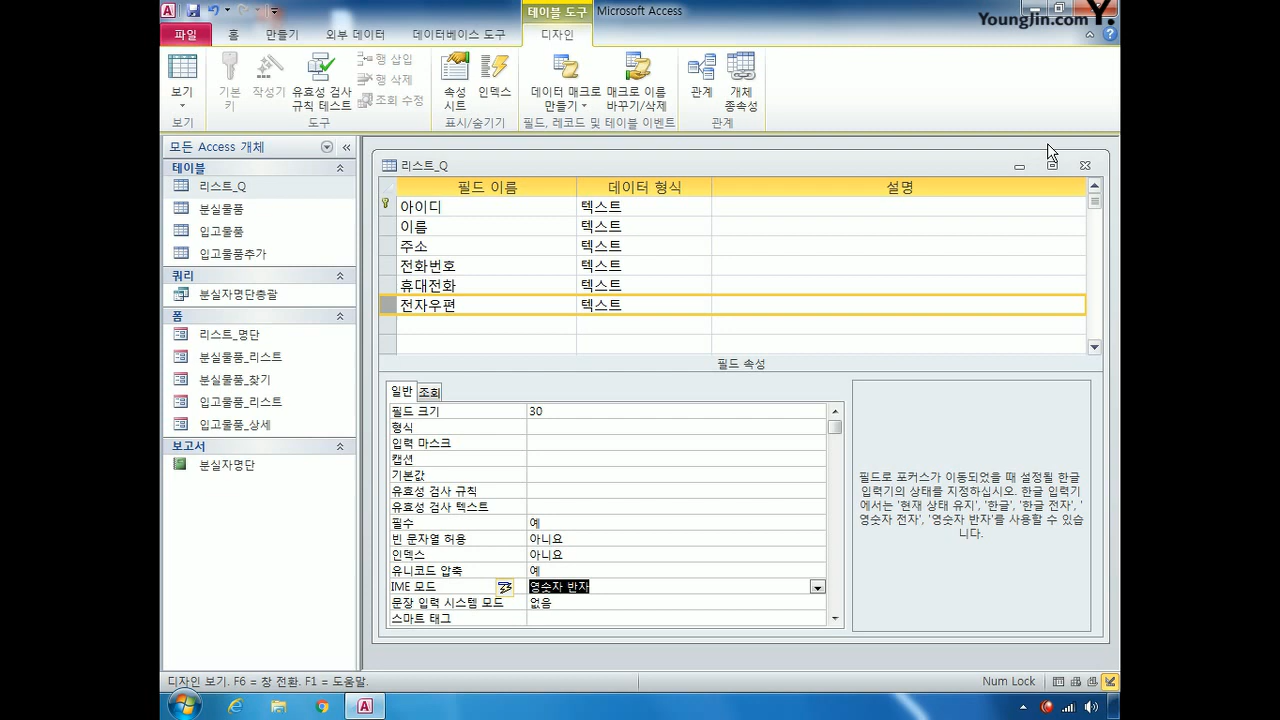 테이블 도구 Microsoft Access
YoungJin.com Y.
파일 홈 만들기 외부 데이터 데이터베이스 도구 디자인
보기 기본 키 작성기 유효성 검사 규칙 테스트 행 삽입 행 삭제 조회 수정 속성 시트 인덱스 데이터 매크로 만들기 매크로 이름 바꾸기/삭제 관계 개체 종속성
보기 도구 표시/숨기기 필드, 레코드 및 테이블 이벤트 관계
모든 Access 개체 «
테이블
리스트_Q
분실물품
입고물품
입고물품추가
쿼리
분실자명단총괄
폼
리스트_명단
분실물품_리스트
분실물품_찾기
입고물품_리스트
입고물품_상세
보고서
분실자명단
리스트_Q
필드 이름 데이터 형식 설명
아이디 텍스트
이름 텍스트
주소 텍스트
전화번호 텍스트
휴대전화 텍스트
전자우편 텍스트
필드 속성
일반 조회
필드 크기 30
형식
입력 마스크
캡션
기본값
유효성 검사 규칙
유효성 검사 텍스트
필수 예
빈 문자열 허용 아니요
인덱스 아니요
유니코드 압축 예
IME 모드 영숫자 반자
문장 입력 시스템 모드 없음
스마트 태그
필드로 포커스가 이동되었을 때 설정될 한글
입력기의 상태를 지정하십시오. 한글 입력기
에서는 '현재 상태 유지', '한글', '한글 전자', '
영숫자 전자', '영숫자 반자'를 사용할 수 있습
니다.
디자인 보기. F6 = 창 전환. F1 = 도움말. Num Lock